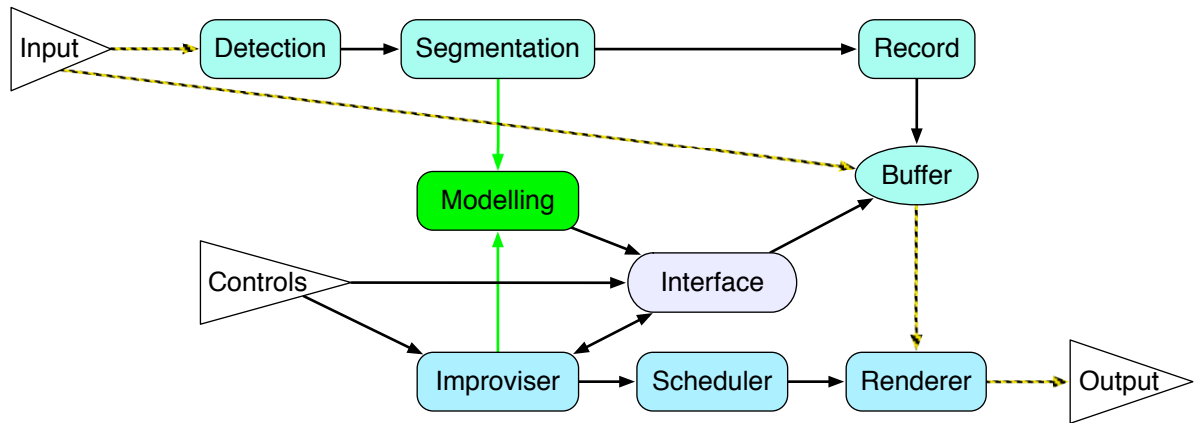 Input
Detection
Segmentation
Record
Buffer
Modelling
Controls
Interface
Improviser
Scheduler
Renderer
Output